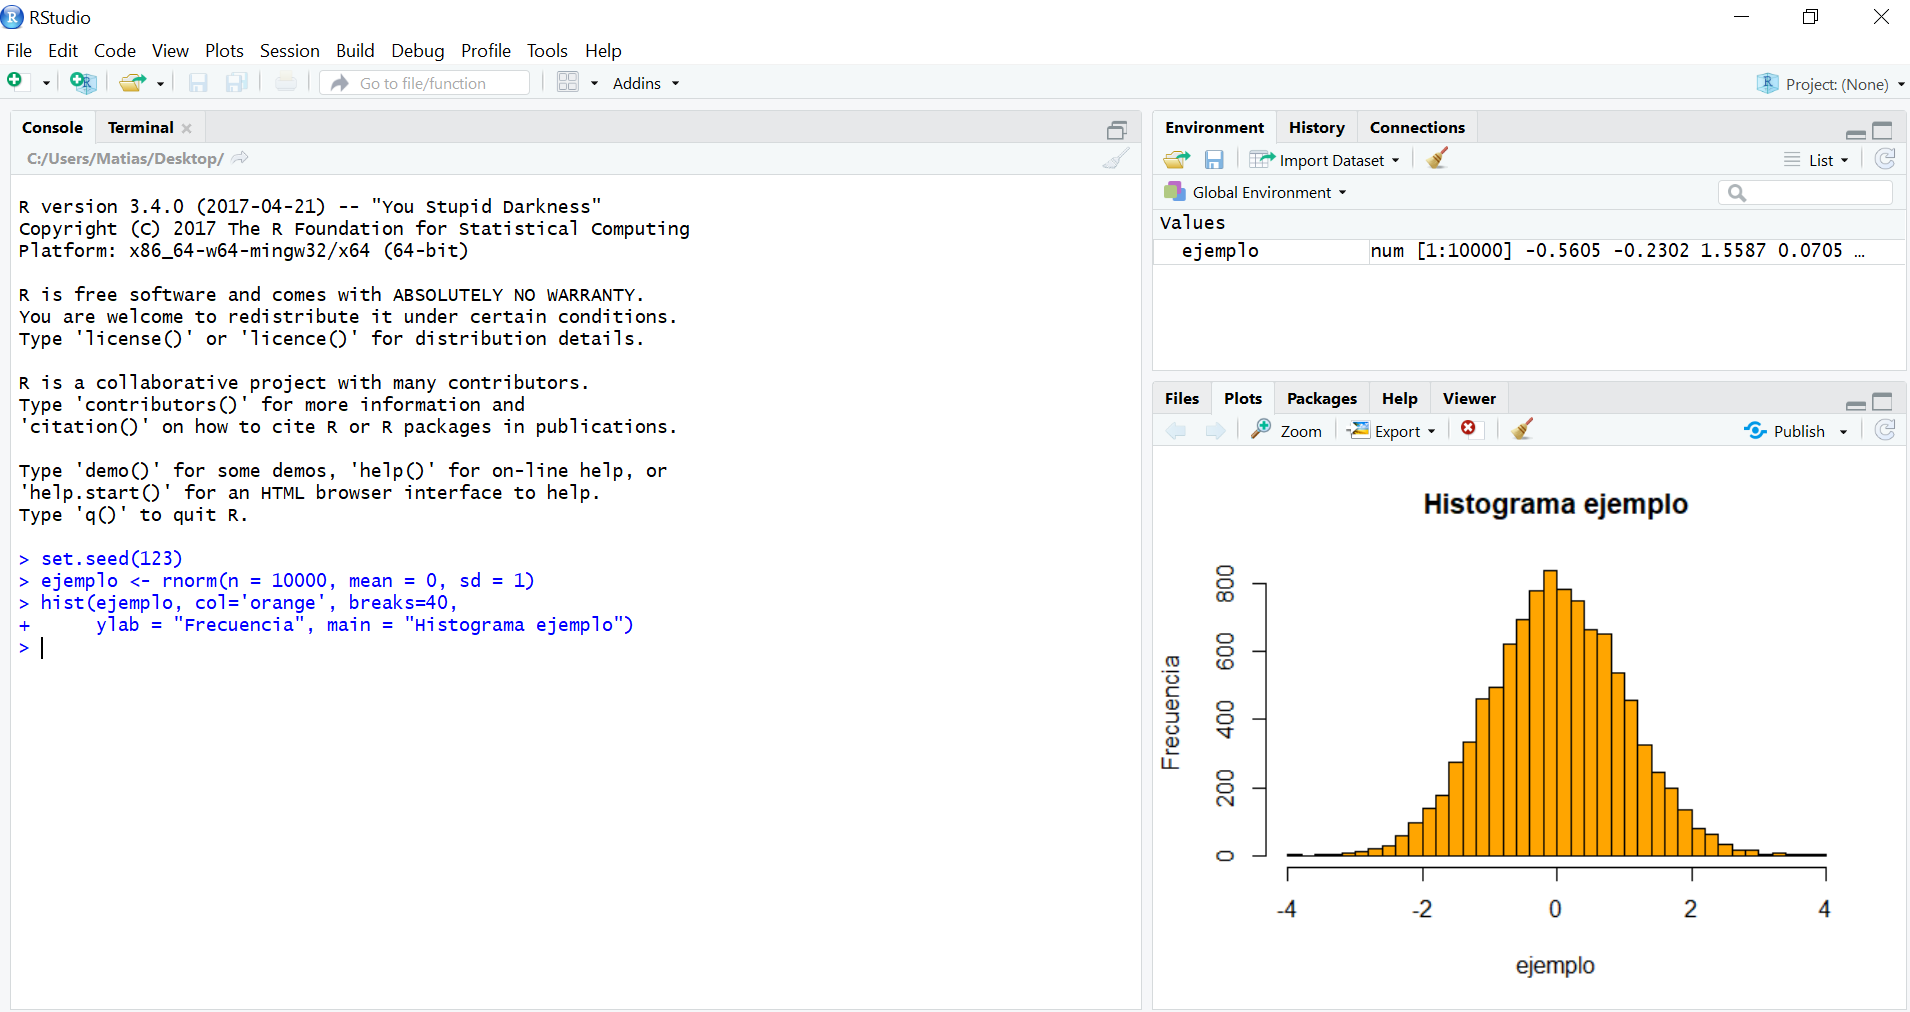 RStudio
File Edit Code View Plots Session Build Debug Profile Tools Help
Go to file/function Addins Project: (None)
Console Terminal
C:/Users/Matias/Desktop/
R version 3.4.0 (2017-04-21) -- "You Stupid Darkness"
Copyright (C) 2017 The R Foundation for Statistical Computing
Platform: x86_64-w64-mingw32/x64 (64-bit)
R is free software and comes with ABSOLUTELY NO WARRANTY.
You are welcome to redistribute it under certain conditions.
Type 'license()' or 'licence()' for distribution details.
R is a collaborative project with many contributors.
Type 'contributors()' for more information and
'citation()' on how to cite R or R packages in publications.
Type 'demo()' for some demos, 'help()' for on-line help, or
'help.start()' for an HTML browser interface to help.
Type 'q()' to quit R.
> set.seed(123)
> ejemplo <- rnorm(n = 10000, mean = 0, sd = 1)
> hist(ejemplo, col='orange', breaks=40,
+      ylab = "Frecuencia", main = "Histograma ejemplo")
>
Environment History Connections
Import Dataset List
Global Environment
Values
ejemplo num [1:10000] -0.5605 -0.2302 1.5587 0.0705 ...
Files Plots Packages Help Viewer
Zoom Export Publish
Histograma ejemplo
Frecuencia
800
600
400
200
0
-4 -2 0 2 4
ejemplo